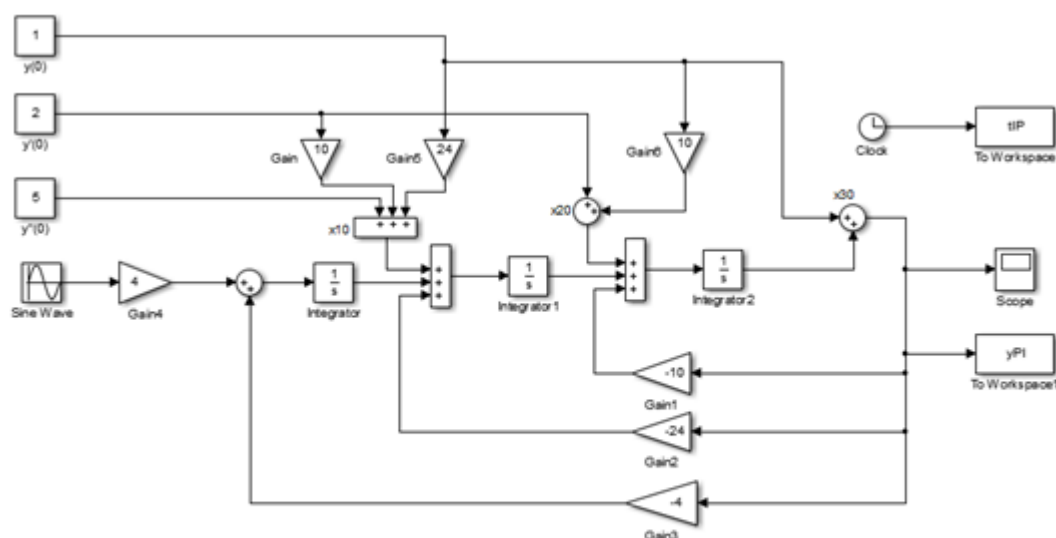 1
y(0)
2
y'(0)
5
y''(0)
10
Gain
24
Gain5
10
Gain6
x10
+ + +
x20
+ +
x30
+ +
Clock
tIP
To Workspace
Sine Wave
4
Gain4
+ +
1
s
Integrator
+
+
+
1
s
Integrator1
+
+
+
1
s
Integrator2
Scope
yPI
To Workspace1
-10
Gain1
-24
Gain2
-4
Gain3